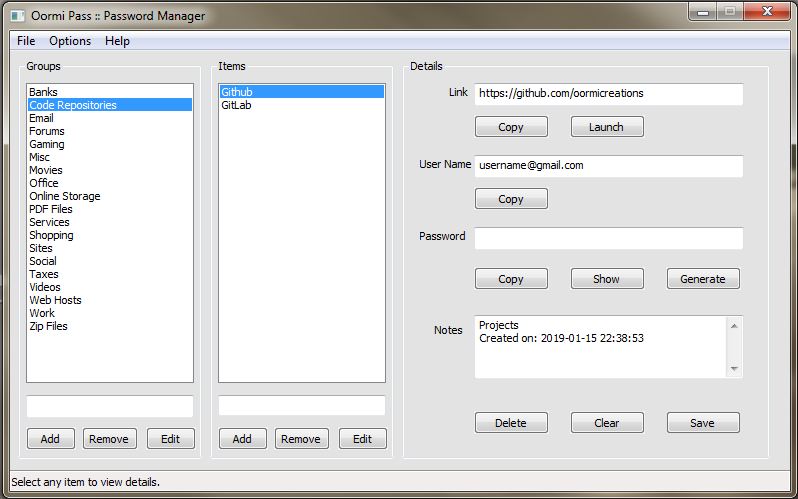 Oormi Pass :: Password Manager
File Options Help
Groups
Banks
Code Repositories
Email
Forums
Gaming
Misc
Movies
Office
Online Storage
PDF Files
Services
Shopping
Sites
Social
Taxes
Videos
Web Hosts
Work
Zip Files
Add Remove Edit
Items
Github
GitLab
Add Remove Edit
Details
Link https://github.com/oormicreations
Copy Launch
User Name username@gmail.com
Copy
Password
Copy Show Generate
Notes Projects
Created on: 2019-01-15 22:38:53
Delete Clear Save
Select any item to view details.